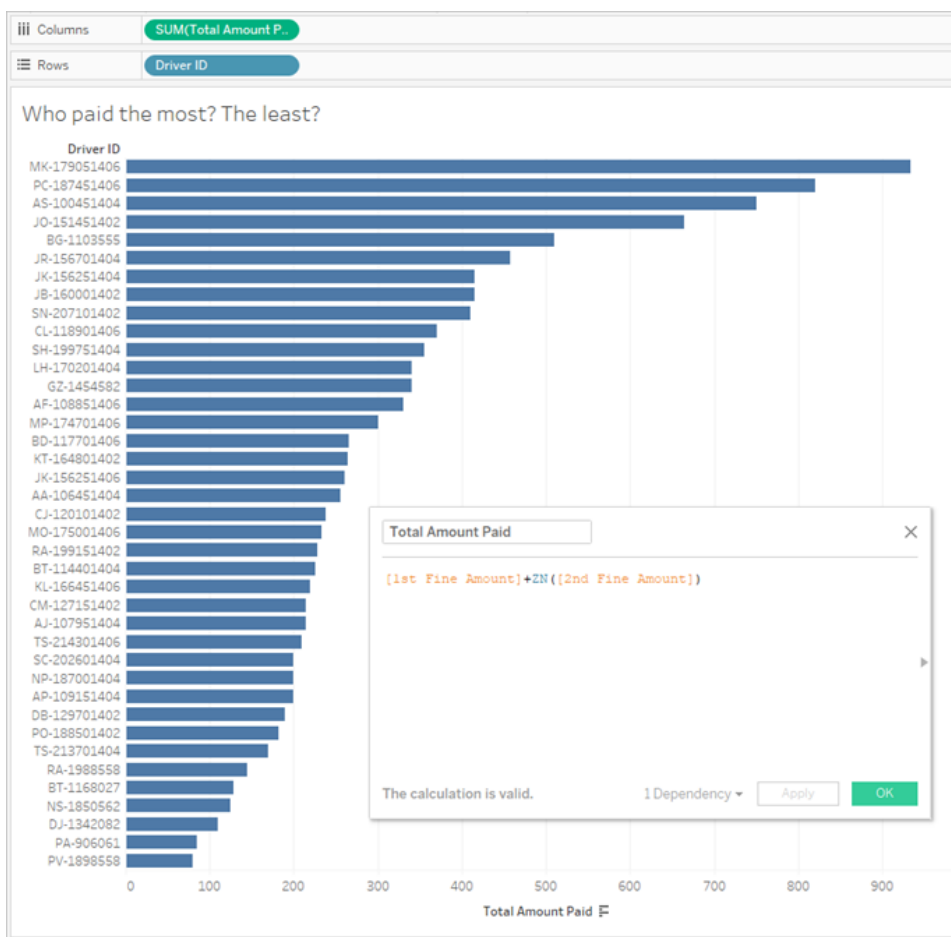 Columns SUM(Total Amount P..
Rows Driver ID
Who paid the most? The least?
Driver ID
MK-179051406
PC-187451406
AS-100451404
JO-151451402
BG-1103555
JR-156701404
JK-156251404
JB-160001402
SN-207101402
CL-118901406
SH-199751404
LH-170201404
GZ-1454582
AF-108851406
MP-174701406
BD-117701406
KT-164801402
JK-156251406
AA-106451404
CJ-120101402
MO-175001406
RA-199151402
BT-114401404
KL-166451406
CM-127151402
AJ-107951404
TS-214301406
SC-202601404
NP-187001404
AP-109151404
DB-129701402
PO-188501402
TS-213701404
RA-1988558
BT-1168027
NS-1850562
DJ-1342082
PA-906061
PV-1898558
0 100 200 300 400 500 600 700 800 900
Total Amount Paid
Total Amount Paid
[1st Fine Amount]+ZN([2nd Fine Amount])
The calculation is valid. 1 Dependency Apply OK